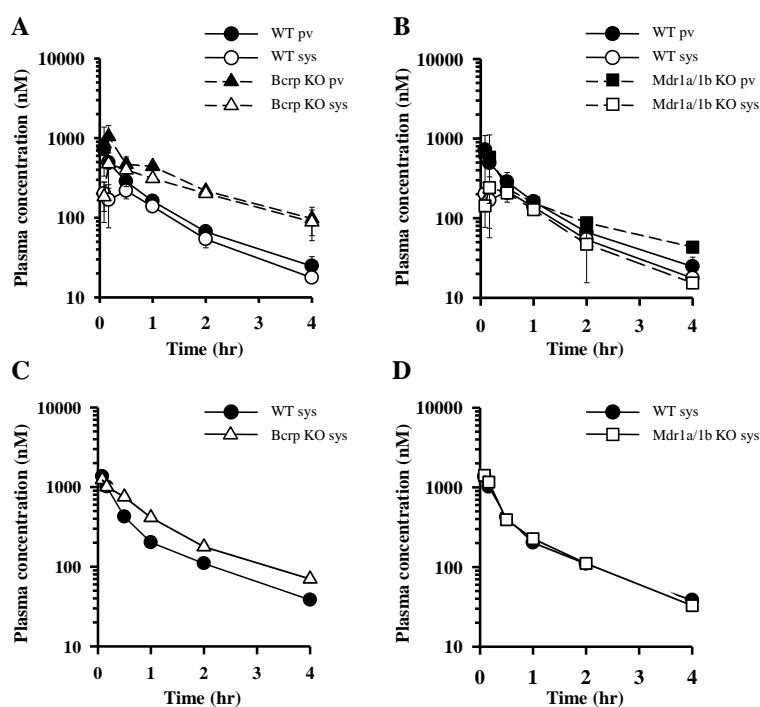 A
WT pv
WT sys
Bcrp KO pv
Bcrp KO sys
Plasma concentration (nM)
10000
1000
100
10
0
1
2
3
4
Time (hr)
B
WT pv
WT sys
Mdr1a/1b KO pv
Mdr1a/1b KO sys
Plasma concentration (nM)
10000
1000
100
10
0
1
2
3
4
Time (hr)
C
WT sys
Bcrp KO sys
Plasma concentration (nM)
10000
1000
100
10
0
1
2
3
4
Time (hr)
D
WT sys
Mdr1a/1b KO sys
Plasma concentration (nM)
10000
1000
100
10
0
1
2
3
4
Time (hr)